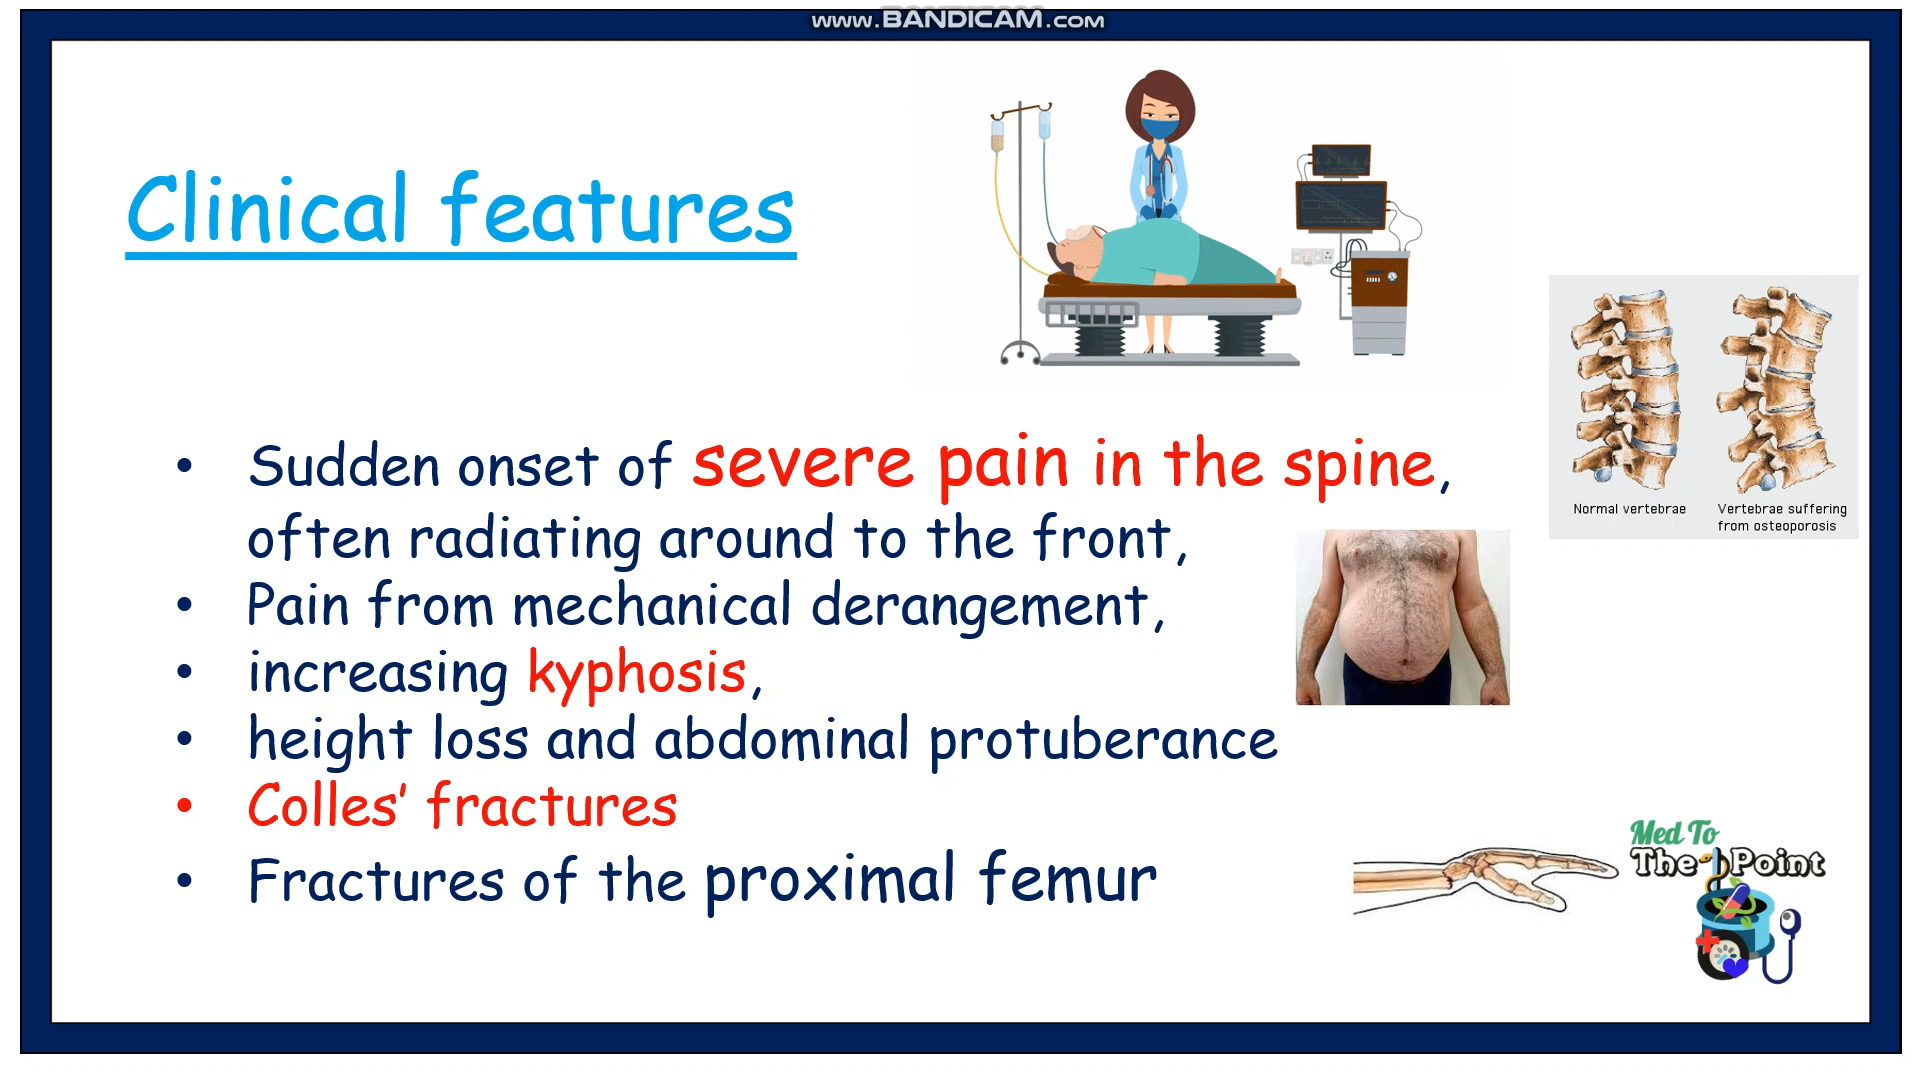 www.BANDICAM.com
Clinical features
• Sudden onset of severe pain in the spine,
often radiating around to the front,
• Pain from mechanical derangement,
• increasing kyphosis,
• height loss and abdominal protuberance
• Colles’ fractures
• Fractures of the proximal femur
Normal vertebrae
Vertebrae suffering
from osteoporosis
Med To
The Point